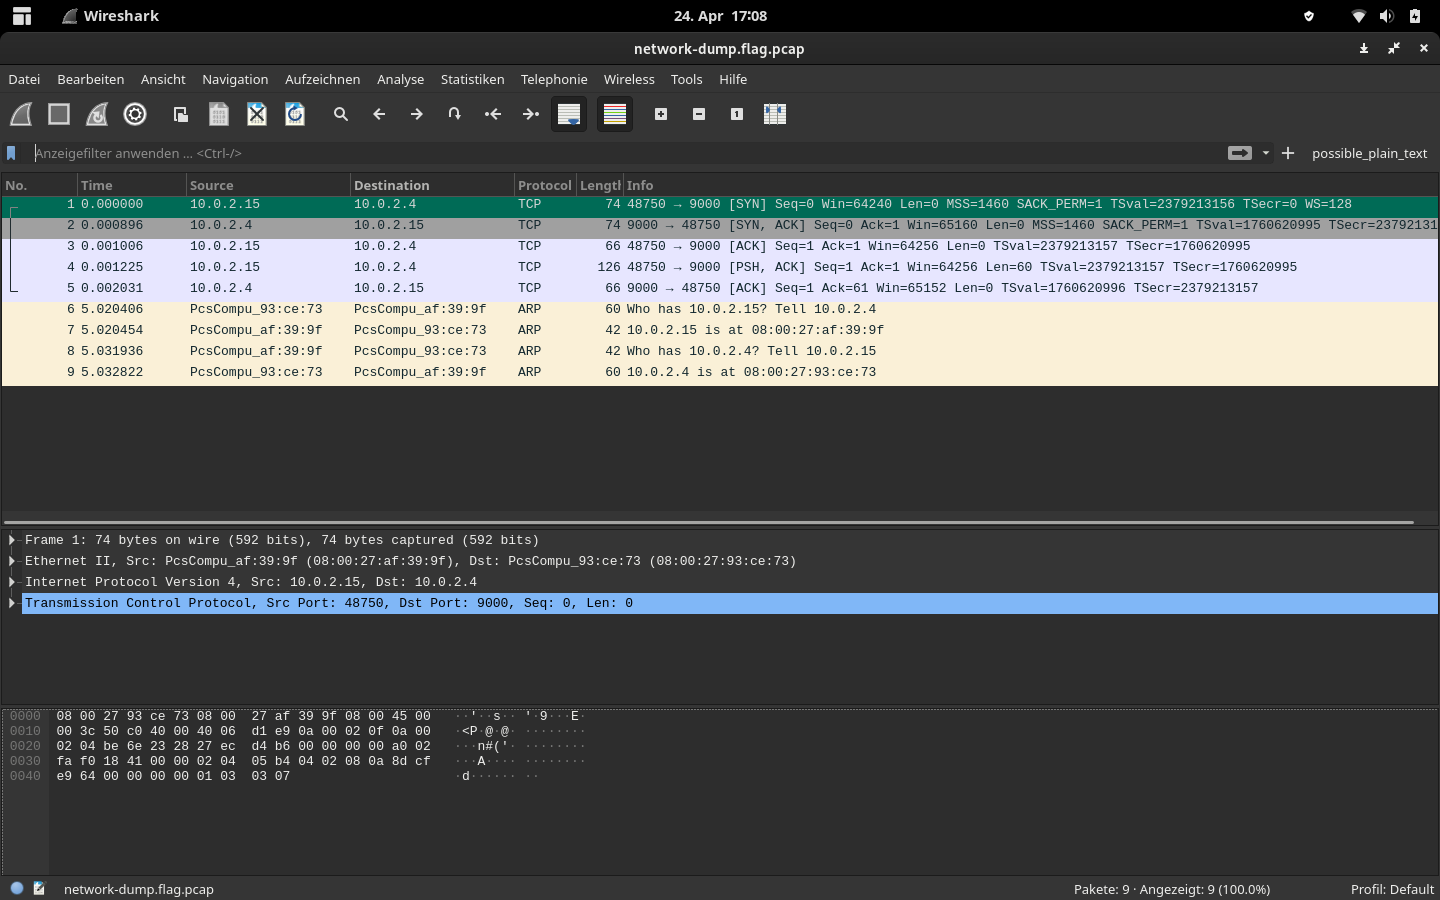 Wireshark
24. Apr 17:08
network-dump.flag.pcap
Datei Bearbeiten Ansicht Navigation Aufzeichnen Analyse Statistiken Telephonie Wireless Tools Hilfe
Anzeigefilter anwenden ... <Ctrl-/> possible_plain_text
No. Time Source Destination Protocol Length Info
1 0.000000 10.0.2.15 10.0.2.4 TCP 74 48750 → 9000 [SYN] Seq=0 Win=64240 Len=0 MSS=1460 SACK_PERM=1 TSval=2379213156 TSecr=0 WS=128
2 0.000896 10.0.2.4 10.0.2.15 TCP 74 9000 → 48750 [SYN, ACK] Seq=0 Ack=1 Win=65160 Len=0 MSS=1460 SACK_PERM=1 TSval=1760620995 TSecr=23792131
3 0.001006 10.0.2.15 10.0.2.4 TCP 66 48750 → 9000 [ACK] Seq=1 Ack=1 Win=64256 Len=0 TSval=2379213157 TSecr=1760620995
4 0.001225 10.0.2.15 10.0.2.4 TCP 126 48750 → 9000 [PSH, ACK] Seq=1 Ack=1 Win=64256 Len=60 TSval=2379213157 TSecr=1760620995
5 0.002031 10.0.2.4 10.0.2.15 TCP 66 9000 → 48750 [ACK] Seq=1 Ack=61 Win=65152 Len=0 TSval=1760620996 TSecr=2379213157
6 5.020406 PcsCompu_93:ce:73 PcsCompu_af:39:9f ARP 60 Who has 10.0.2.15? Tell 10.0.2.4
7 5.020454 PcsCompu_af:39:9f PcsCompu_93:ce:73 ARP 42 10.0.2.15 is at 08:00:27:af:39:9f
8 5.031936 PcsCompu_af:39:9f PcsCompu_93:ce:73 ARP 42 Who has 10.0.2.4? Tell 10.0.2.15
9 5.032822 PcsCompu_93:ce:73 PcsCompu_af:39:9f ARP 60 10.0.2.4 is at 08:00:27:93:ce:73
Frame 1: 74 bytes on wire (592 bits), 74 bytes captured (592 bits)
Ethernet II, Src: PcsCompu_af:39:9f (08:00:27:af:39:9f), Dst: PcsCompu_93:ce:73 (08:00:27:93:ce:73)
Internet Protocol Version 4, Src: 10.0.2.15, Dst: 10.0.2.4
Transmission Control Protocol, Src Port: 48750, Dst Port: 9000, Seq: 0, Len: 0
0000 08 00 27 93 ce 73 08 00 27 af 39 9f 08 00 45 00 ··'··s·· '·9···E·
0010 00 3c 50 c0 40 00 40 06 d1 e9 0a 00 02 0f 0a 00 ·<P·@·@· ········
0020 02 04 be 6e 23 28 27 ec d4 b6 00 00 00 00 a0 02 ···n#('· ········
0030 fa f0 18 41 00 00 02 04 05 b4 04 02 08 0a 8d cf ···A···· ········
0040 e9 64 00 00 00 00 01 03 03 07 ·d······ ··
network-dump.flag.pcap Pakete: 9 · Angezeigt: 9 (100.0%) Profil: Default